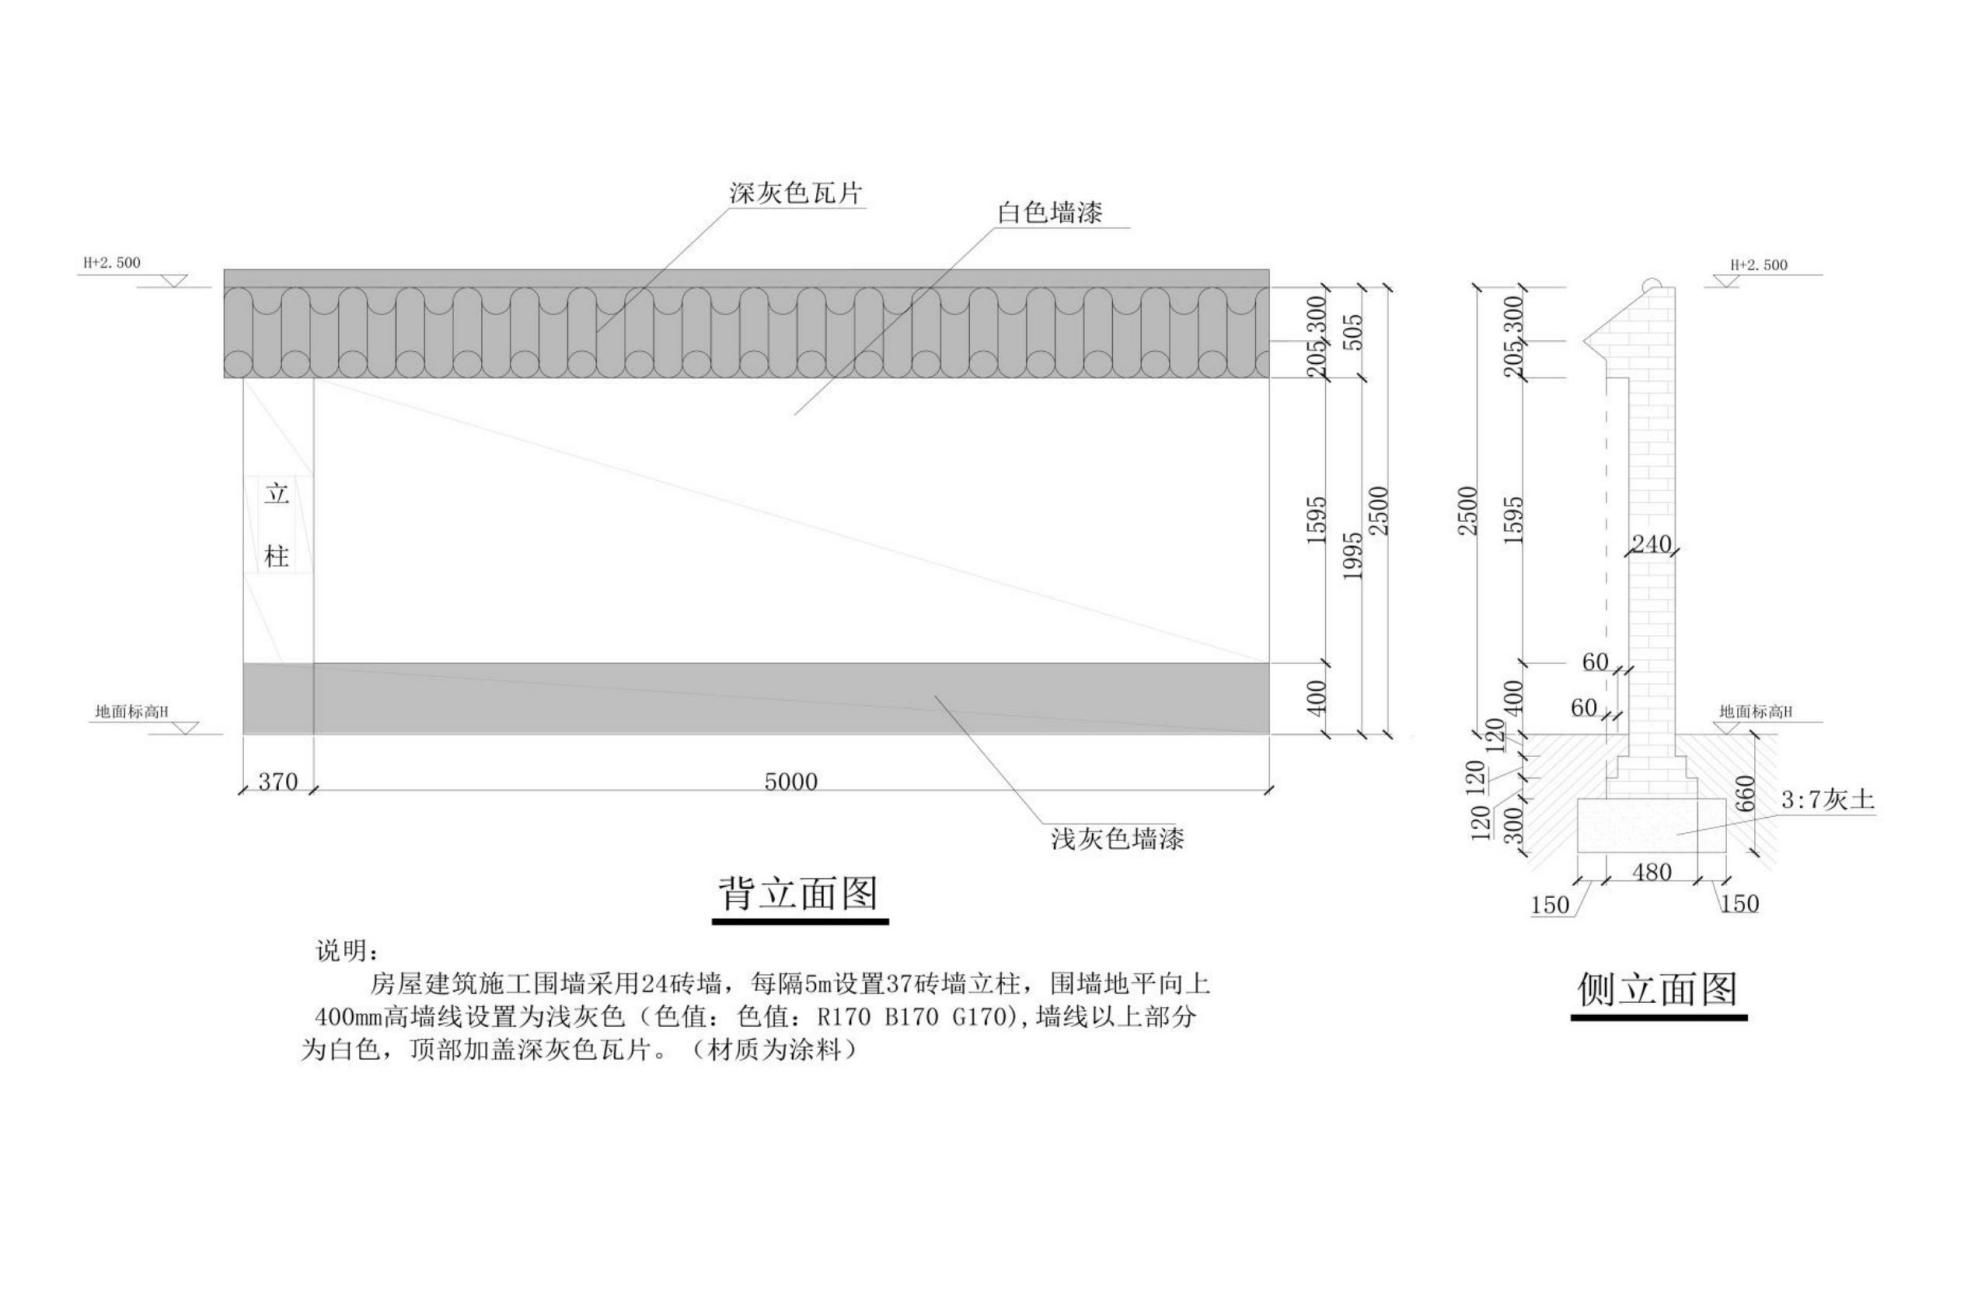 深灰色瓦片
白色墙漆
H+2.500
300
205
505
1595
1995
2500
400
立
柱
地面标高H
370
5000
浅灰色墙漆
背立面图
说明：
房屋建筑施工围墙采用24砖墙，每隔5m设置37砖墙立柱，围墙地平向上
400mm高墙线设置为浅灰色（色值：色值：R170 B170 G170),墙线以上部分
为白色，顶部加盖深灰色瓦片。（材质为涂料）
H+2.500
300
205
2500
1595
240
60
400
60
地面标高H
120
120
120
300
660
3:7灰土
480
150
150
侧立面图